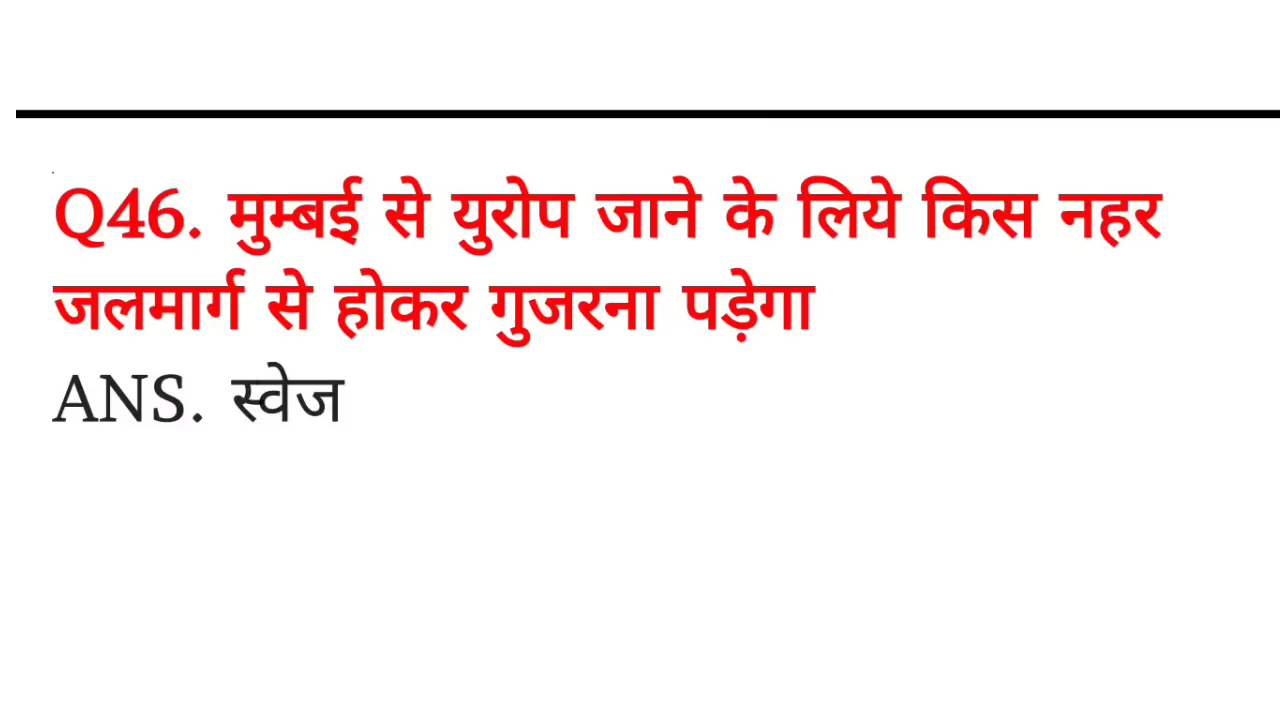 Q46. मुम्बई से युरोप जाने के लिये किस नहर
जलमार्ग से होकर गुजरना पड़ेगा
ANS. स्वेज